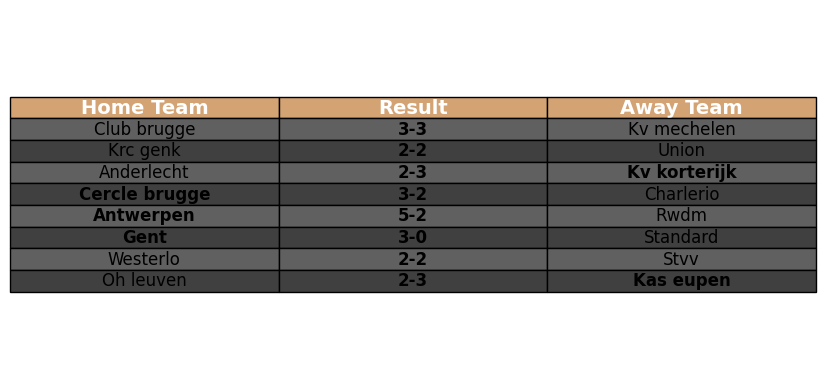 Home Team Result Away Team
Club brugge 3-3 Kv mechelen
Krc genk 2-2 Union
Anderlecht 2-3 Kv korterijk
Cercle brugge 3-2 Charlerio
Antwerpen 5-2 Rwdm
Gent 3-0 Standard
Westerlo 2-2 Stvv
Oh leuven 2-3 Kas eupen